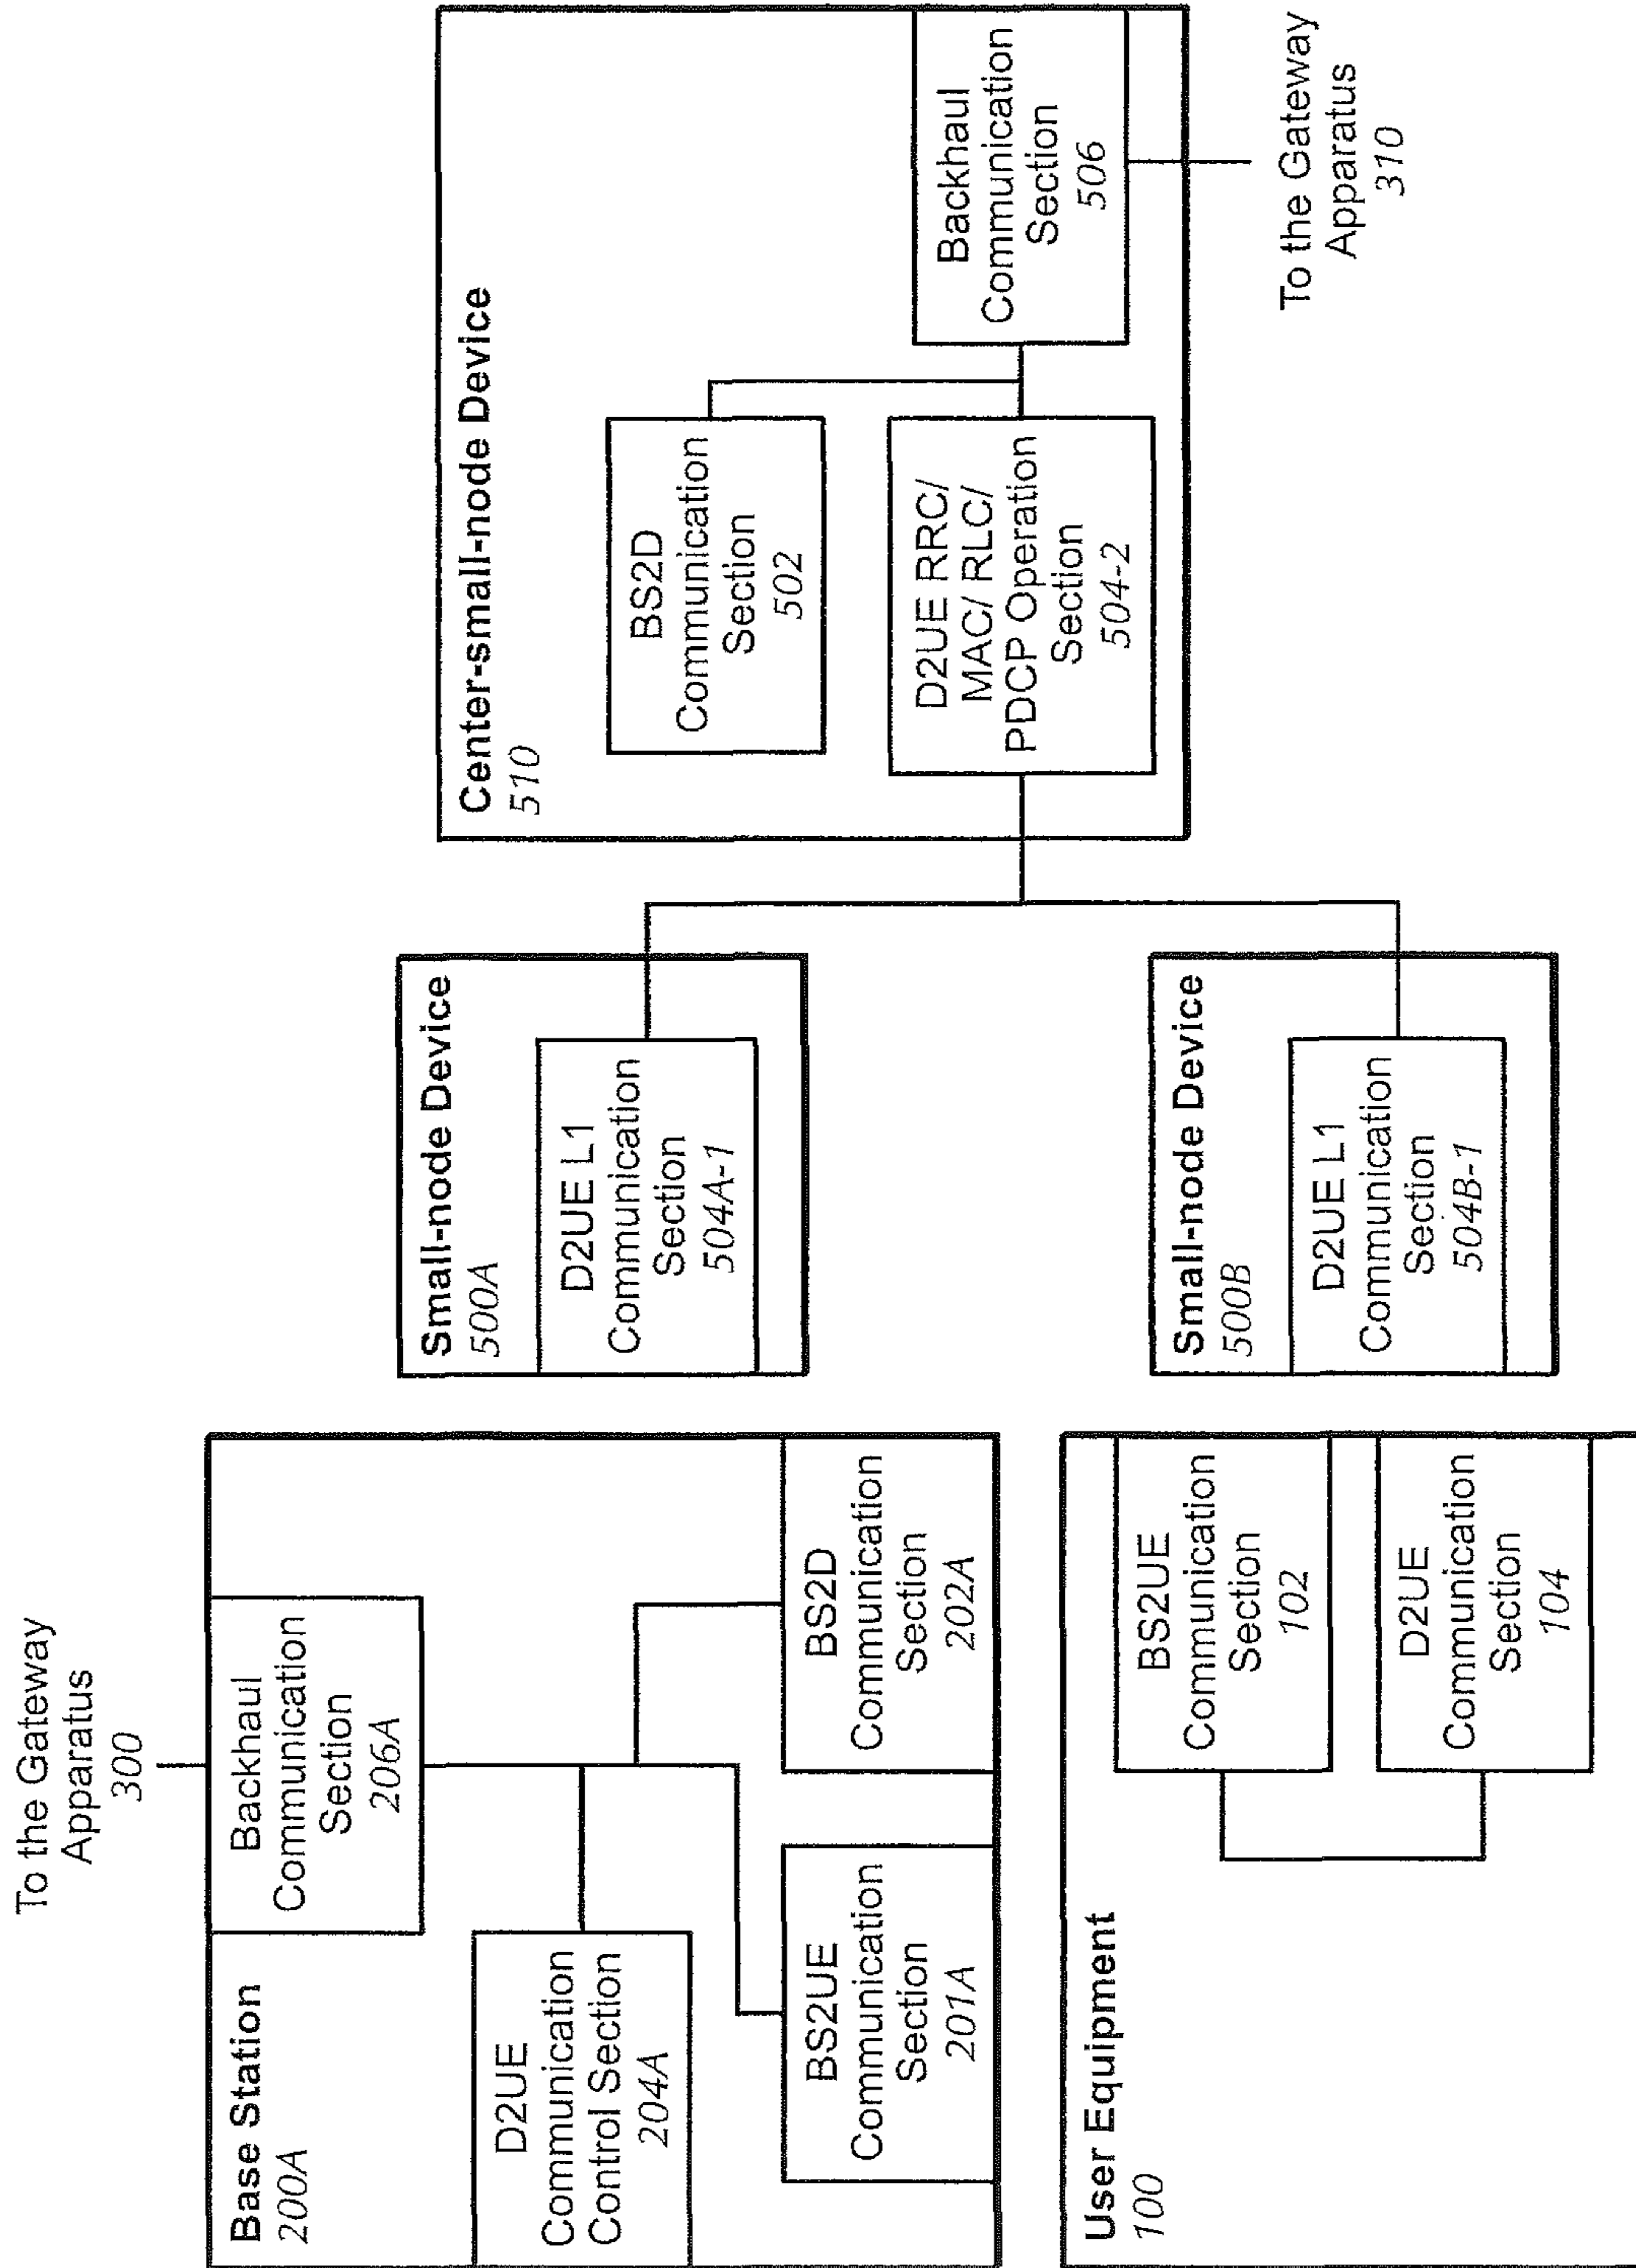 To the Gateway
Apparatus
300
Base Station
200A
Backhaul
Communication
Section
206A
D2UE
Communication
Control Section
204A
BS2UE
Communication
Section
201A
BS2D
Communication
Section
202A
User Equipment
100
BS2UE
Communication
Section
102
D2UE
Communication
Section
104
Small-node Device
500A
D2UE L1
Communication
Section
504A-1
Small-node Device
500B
D2UE L1
Communication
Section
504B-1
Center-small-node Device
510
BS2D
Communication
Section
502
D2UE RRC/
MAC/ RLC/
PDCP Operation
Section
504-2
Backhaul
Communication
Section
506
To the Gateway
Apparatus
310